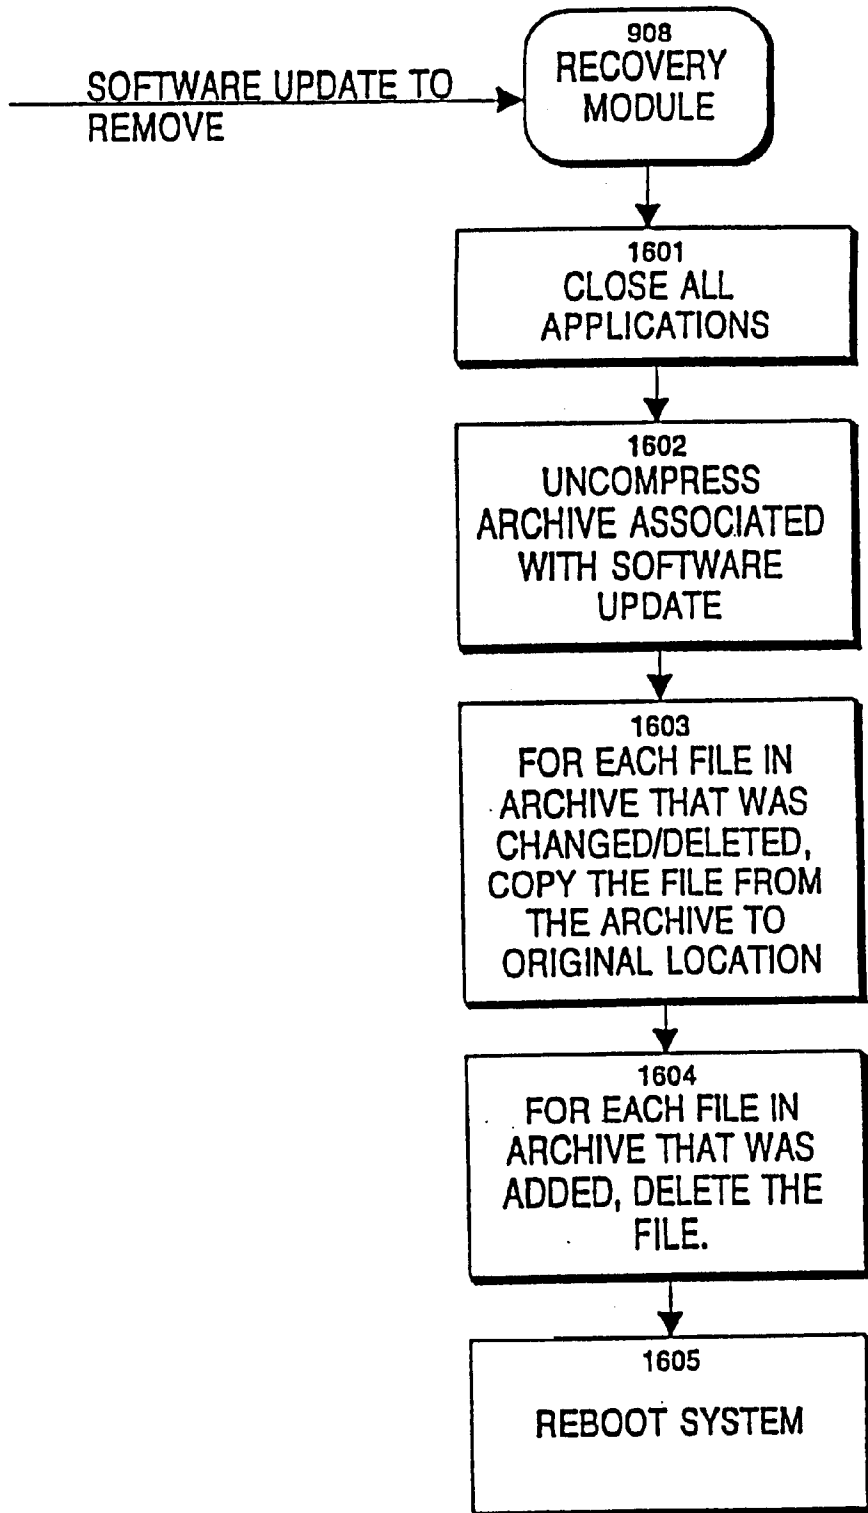 SOFTWARE UPDATE TO
REMOVE
908
RECOVERY
MODULE
1601
CLOSE ALL
APPLICATIONS
1602
UNCOMPRESS
ARCHIVE ASSOCIATED
WITH SOFTWARE
UPDATE
1603
FOR EACH FILE IN
ARCHIVE THAT WAS
CHANGED/DELETED,
COPY THE FILE FROM
THE ARCHIVE TO
ORIGINAL LOCATION
1604
FOR EACH FILE IN
ARCHIVE THAT WAS
ADDED, DELETE THE
FILE.
1605
REBOOT SYSTEM